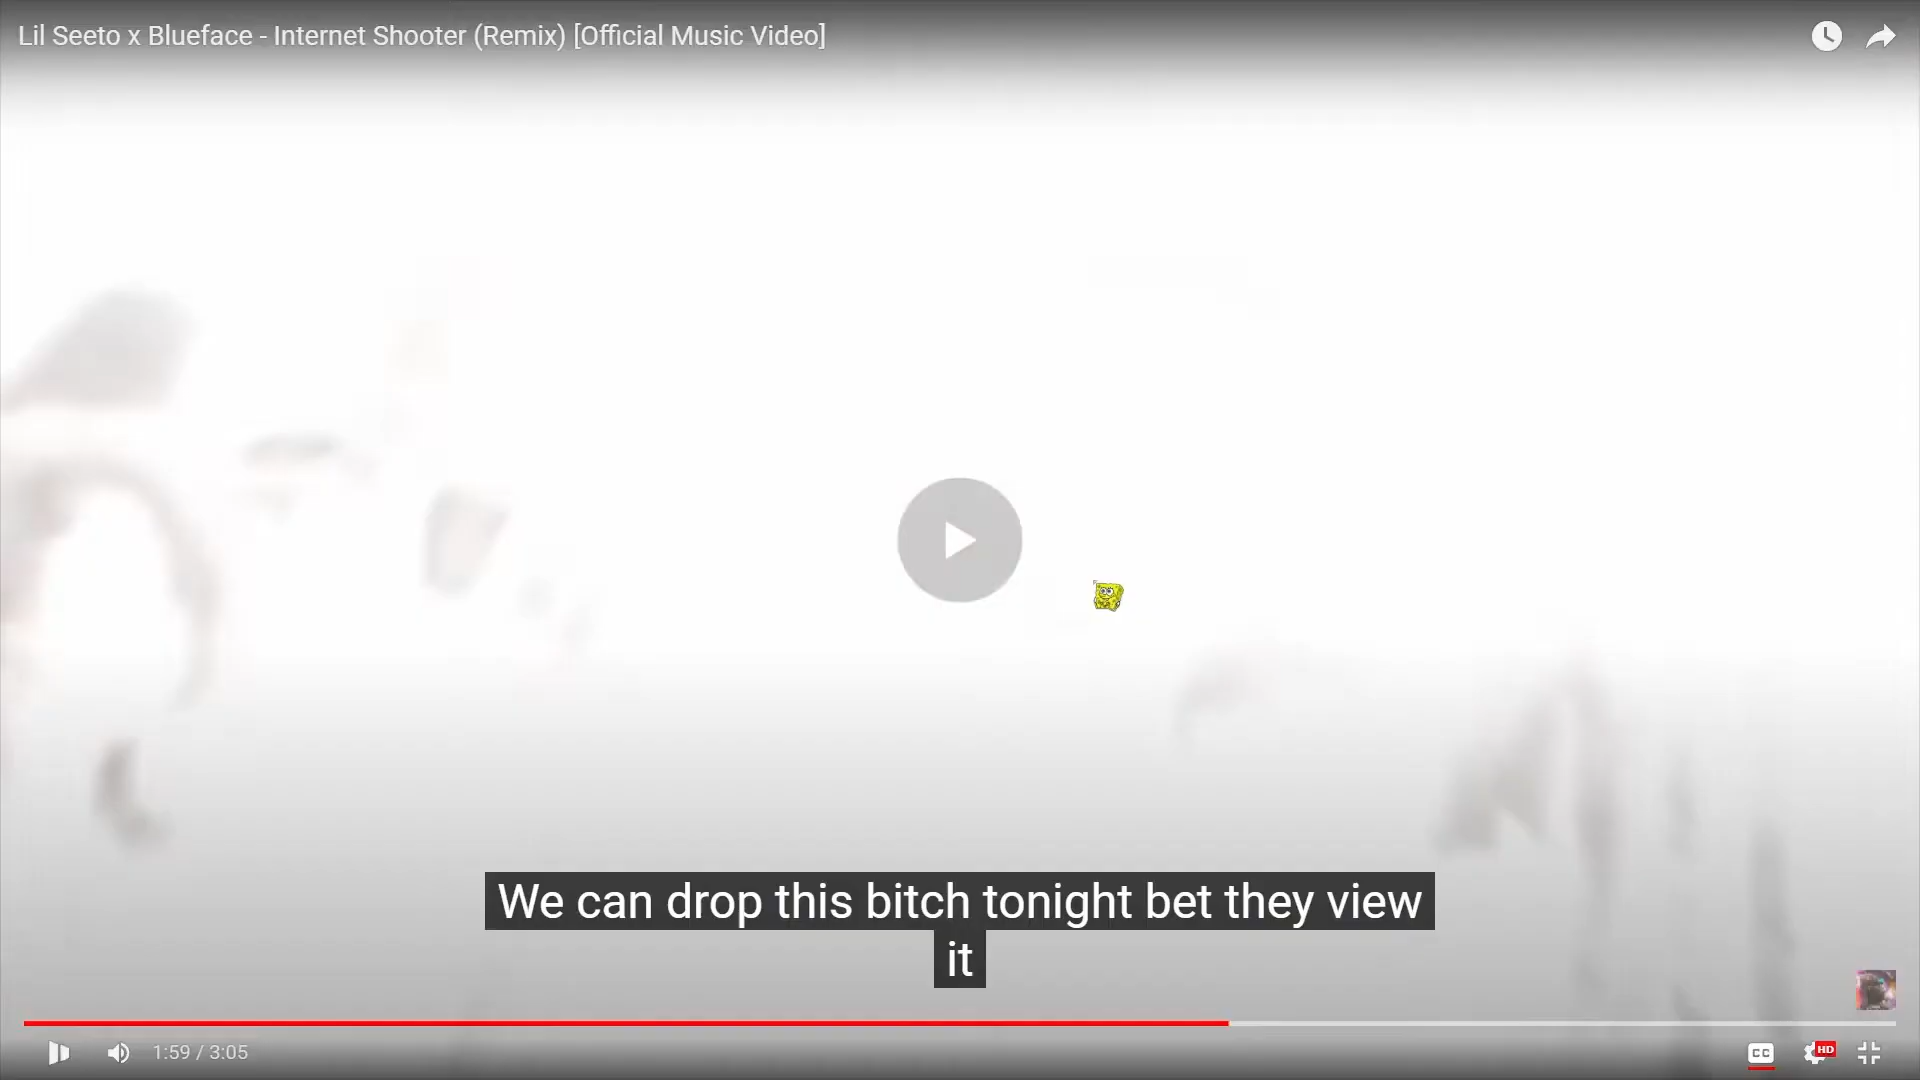 Lil Seeto x Blueface - Internet Shooter (Remix) [Official Music Video]
We can drop this bitch tonight bet they view
it
1:59 / 3:05
CC
HD